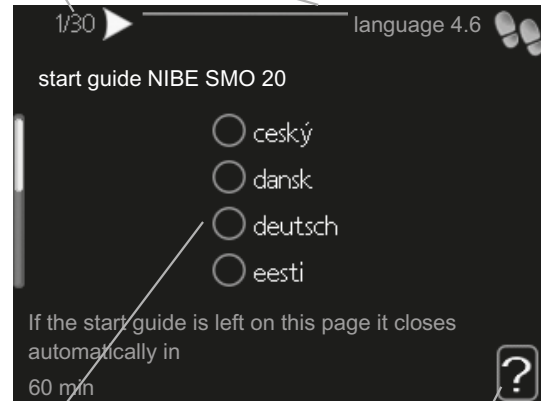 1/30
language 4.6
start guide NIBE SMO 20
ceský
dansk
deutsch
eesti
If the start guide is left on this page it closes
automatically in
60 min
?